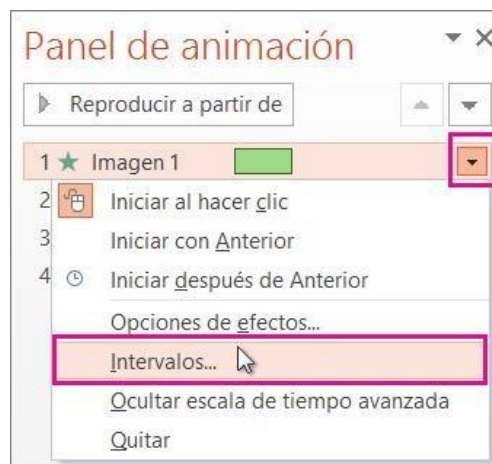 Panel de animación
Reproducir a partir de
1 Imagen 1
2 Iniciar al hacer clic
3 Iniciar con Anterior
4 Iniciar después de Anterior
Opciones de efectos...
Intervalos...
Ocultar escala de tiempo avanzada
Quitar